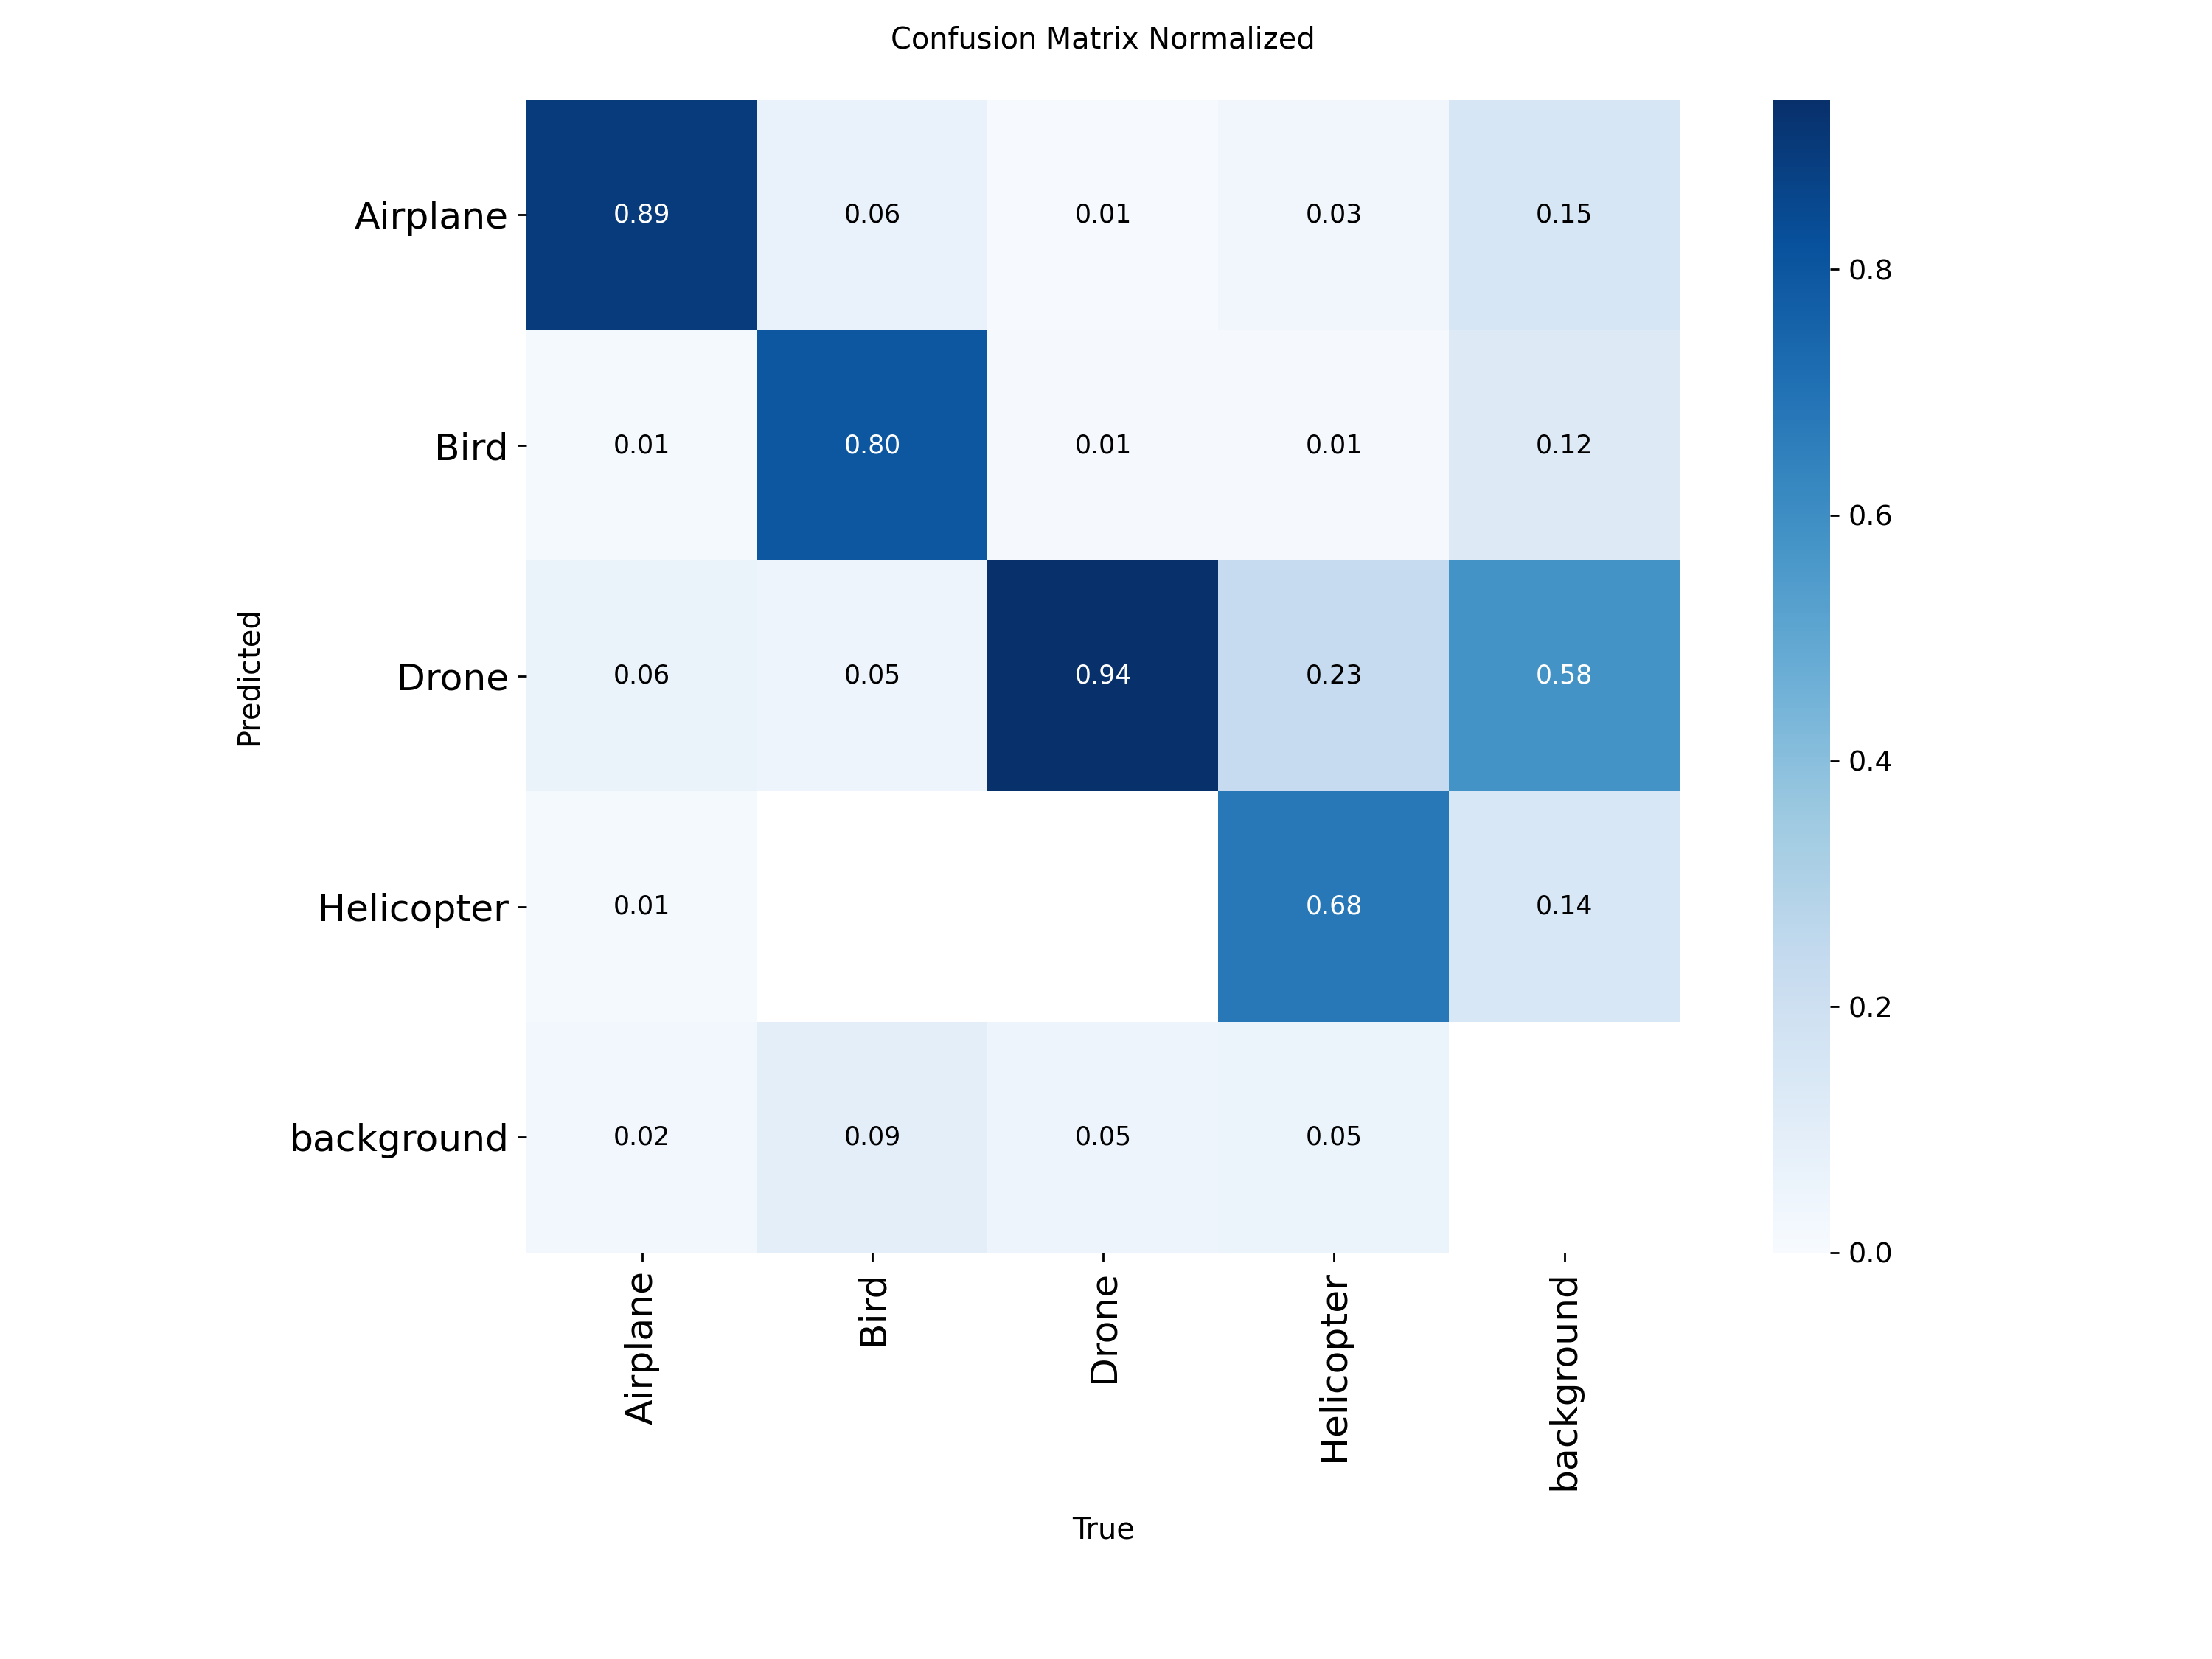 Confusion Matrix Normalized
Airplane 0.89 0.06 0.01 0.03 0.15
Bird 0.01 0.80 0.01 0.01 0.12
Drone 0.06 0.05 0.94 0.23 0.58
Helicopter 0.01 0.68 0.14
background 0.02 0.09 0.05 0.05
Predicted
Airplane Bird Drone Helicopter background
True
0.8
0.6
0.4
0.2
0.0